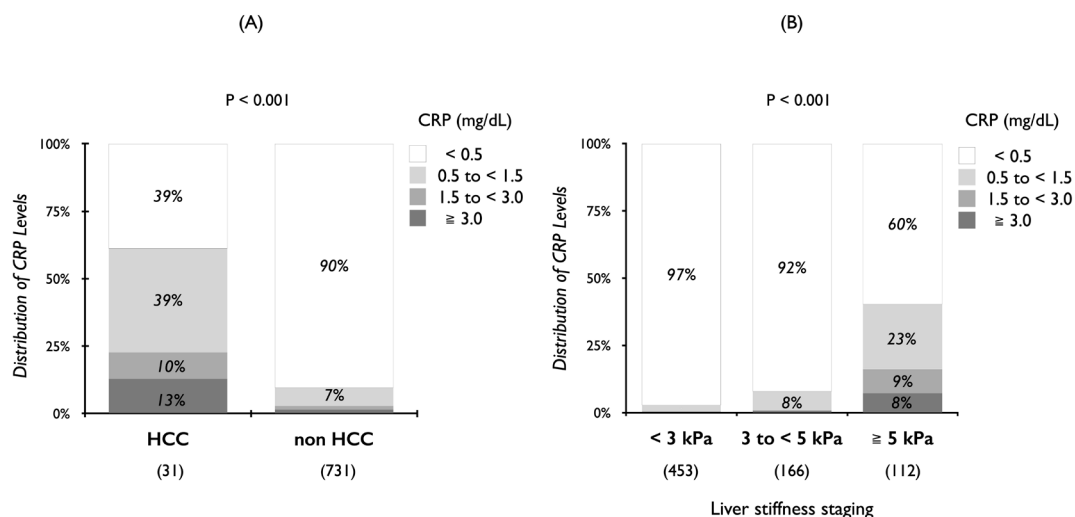 (A)
P < 0.001
CRP (mg/dL)
< 0.5
0.5 to < 1.5
1.5 to < 3.0
≧ 3.0
Distribution of CRP Levels
100%
75%
50%
25%
0%
39%
39%
10%
13%
90%
7%
HCC
non HCC
(31)
(731)
(B)
P < 0.001
CRP (mg/dL)
< 0.5
0.5 to < 1.5
1.5 to < 3.0
≧ 3.0
Distribution of CRP Levels
100%
75%
50%
25%
0%
97%
92%
8%
60%
23%
9%
8%
< 3 kPa
3 to < 5 kPa
≧ 5 kPa
(453)
(166)
(112)
Liver stiffness staging